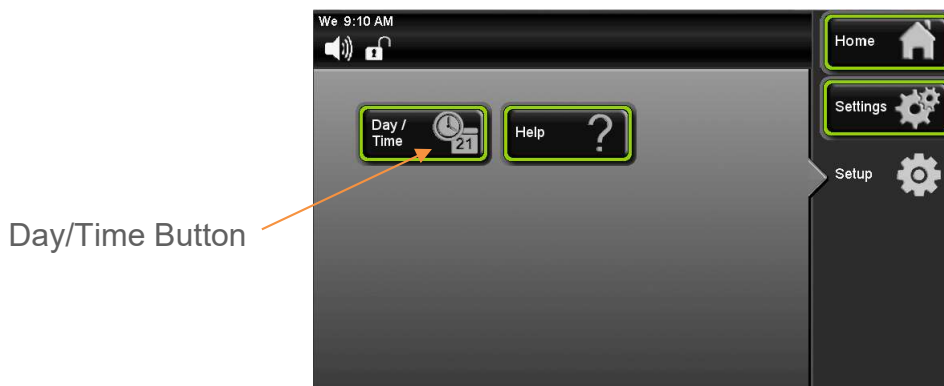 We 9:10 AM
Home
Settings
Day /
Time
21
Help
?
Setup
Day/Time Button